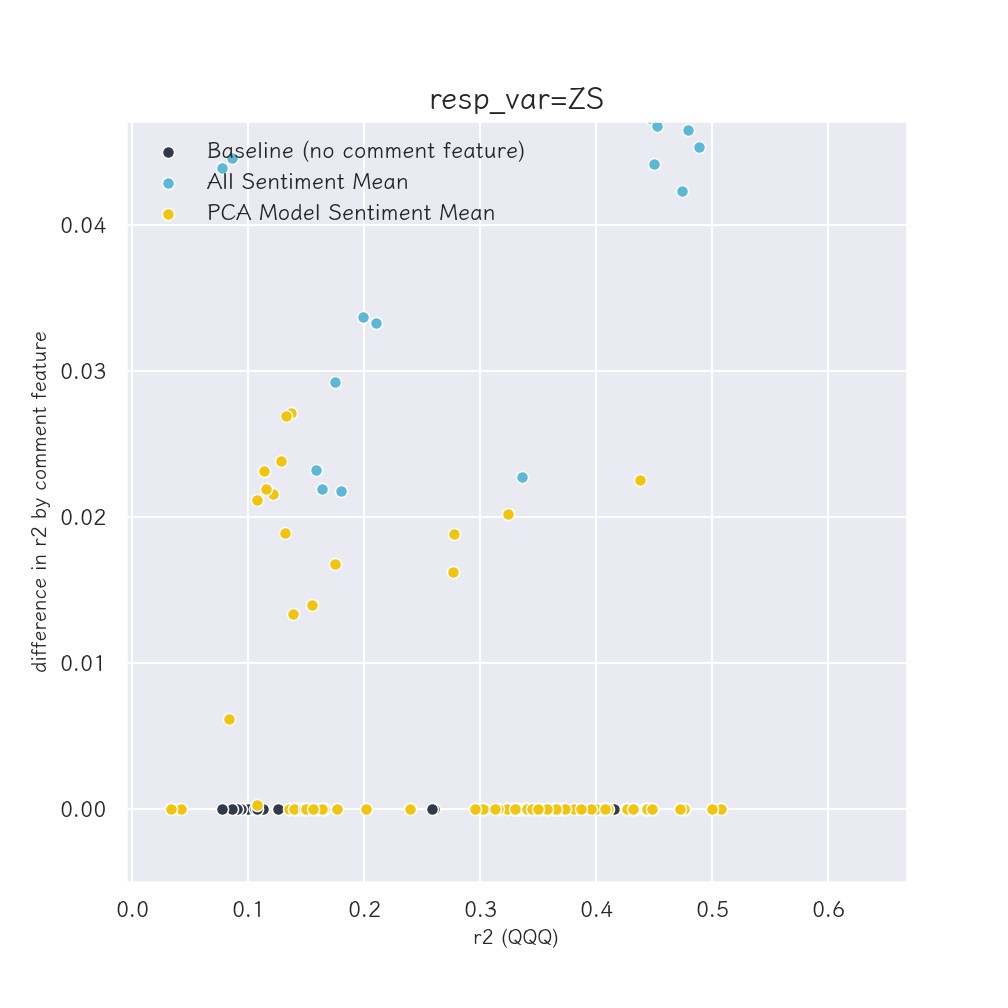 resp_var=ZS
Baseline (no comment feature)
All Sentiment Mean
PCA Model Sentiment Mean
difference in r2 by comment feature
0.04
0.03
0.02
0.01
0.00
0.0 0.1 0.2 0.3 0.4 0.5 0.6
r2 (QQQ)